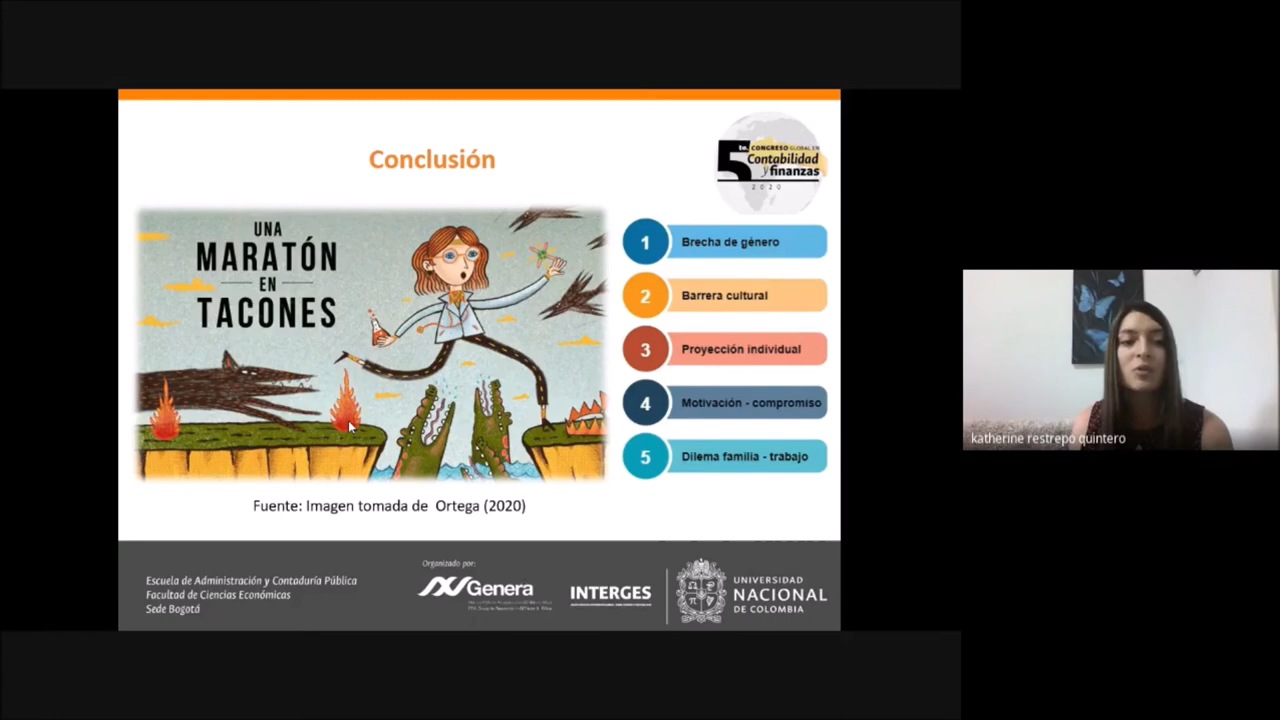 Conclusión
5to. CONGRESO GLOBAL EN
Contabilidad
y finanzas
2020
UNA
MARATÓN
EN
TACONES
1 Brecha de género
2 Barrera cultural
3 Proyección individual
4 Motivación - compromiso
5 Dilema familia - trabajo
Fuente: Imagen tomada de Ortega (2020)
katherine restrepo quintero
Escuela de Administración y Contaduría Pública
Facultad de Ciencias Económicas
Sede Bogotá
Organizado por:
Genera
INTERGES
UNIVERSIDAD
NACIONAL
DE COLOMBIA